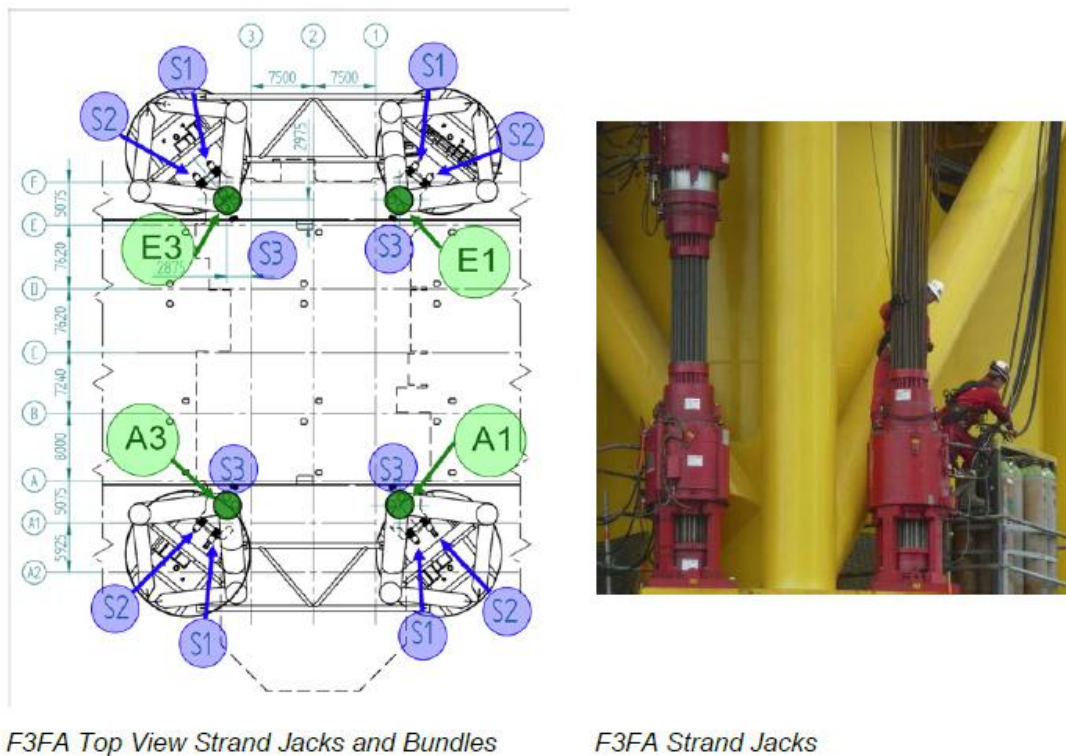 3
2
1
S1
S1
7500
7500
S2
S2
2975
F
5075
E
E3
S3
S3
E1
7620
2875
D
7620
C
7240
B
8000
A3
A1
S3
S3
A
5075
A1
5925
A2
S2
S2
S1
S1
F3FA Top View Strand Jacks and Bundles
F3FA Strand Jacks